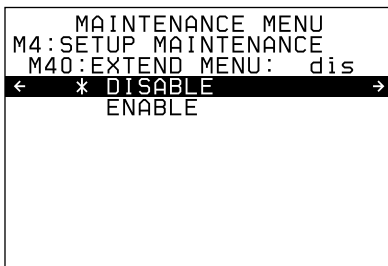 MAINTENANCE MENU
M4:SETUP MAINTENANCE
M40:EXTEND MENU: dis
← * DISABLE →
ENABLE